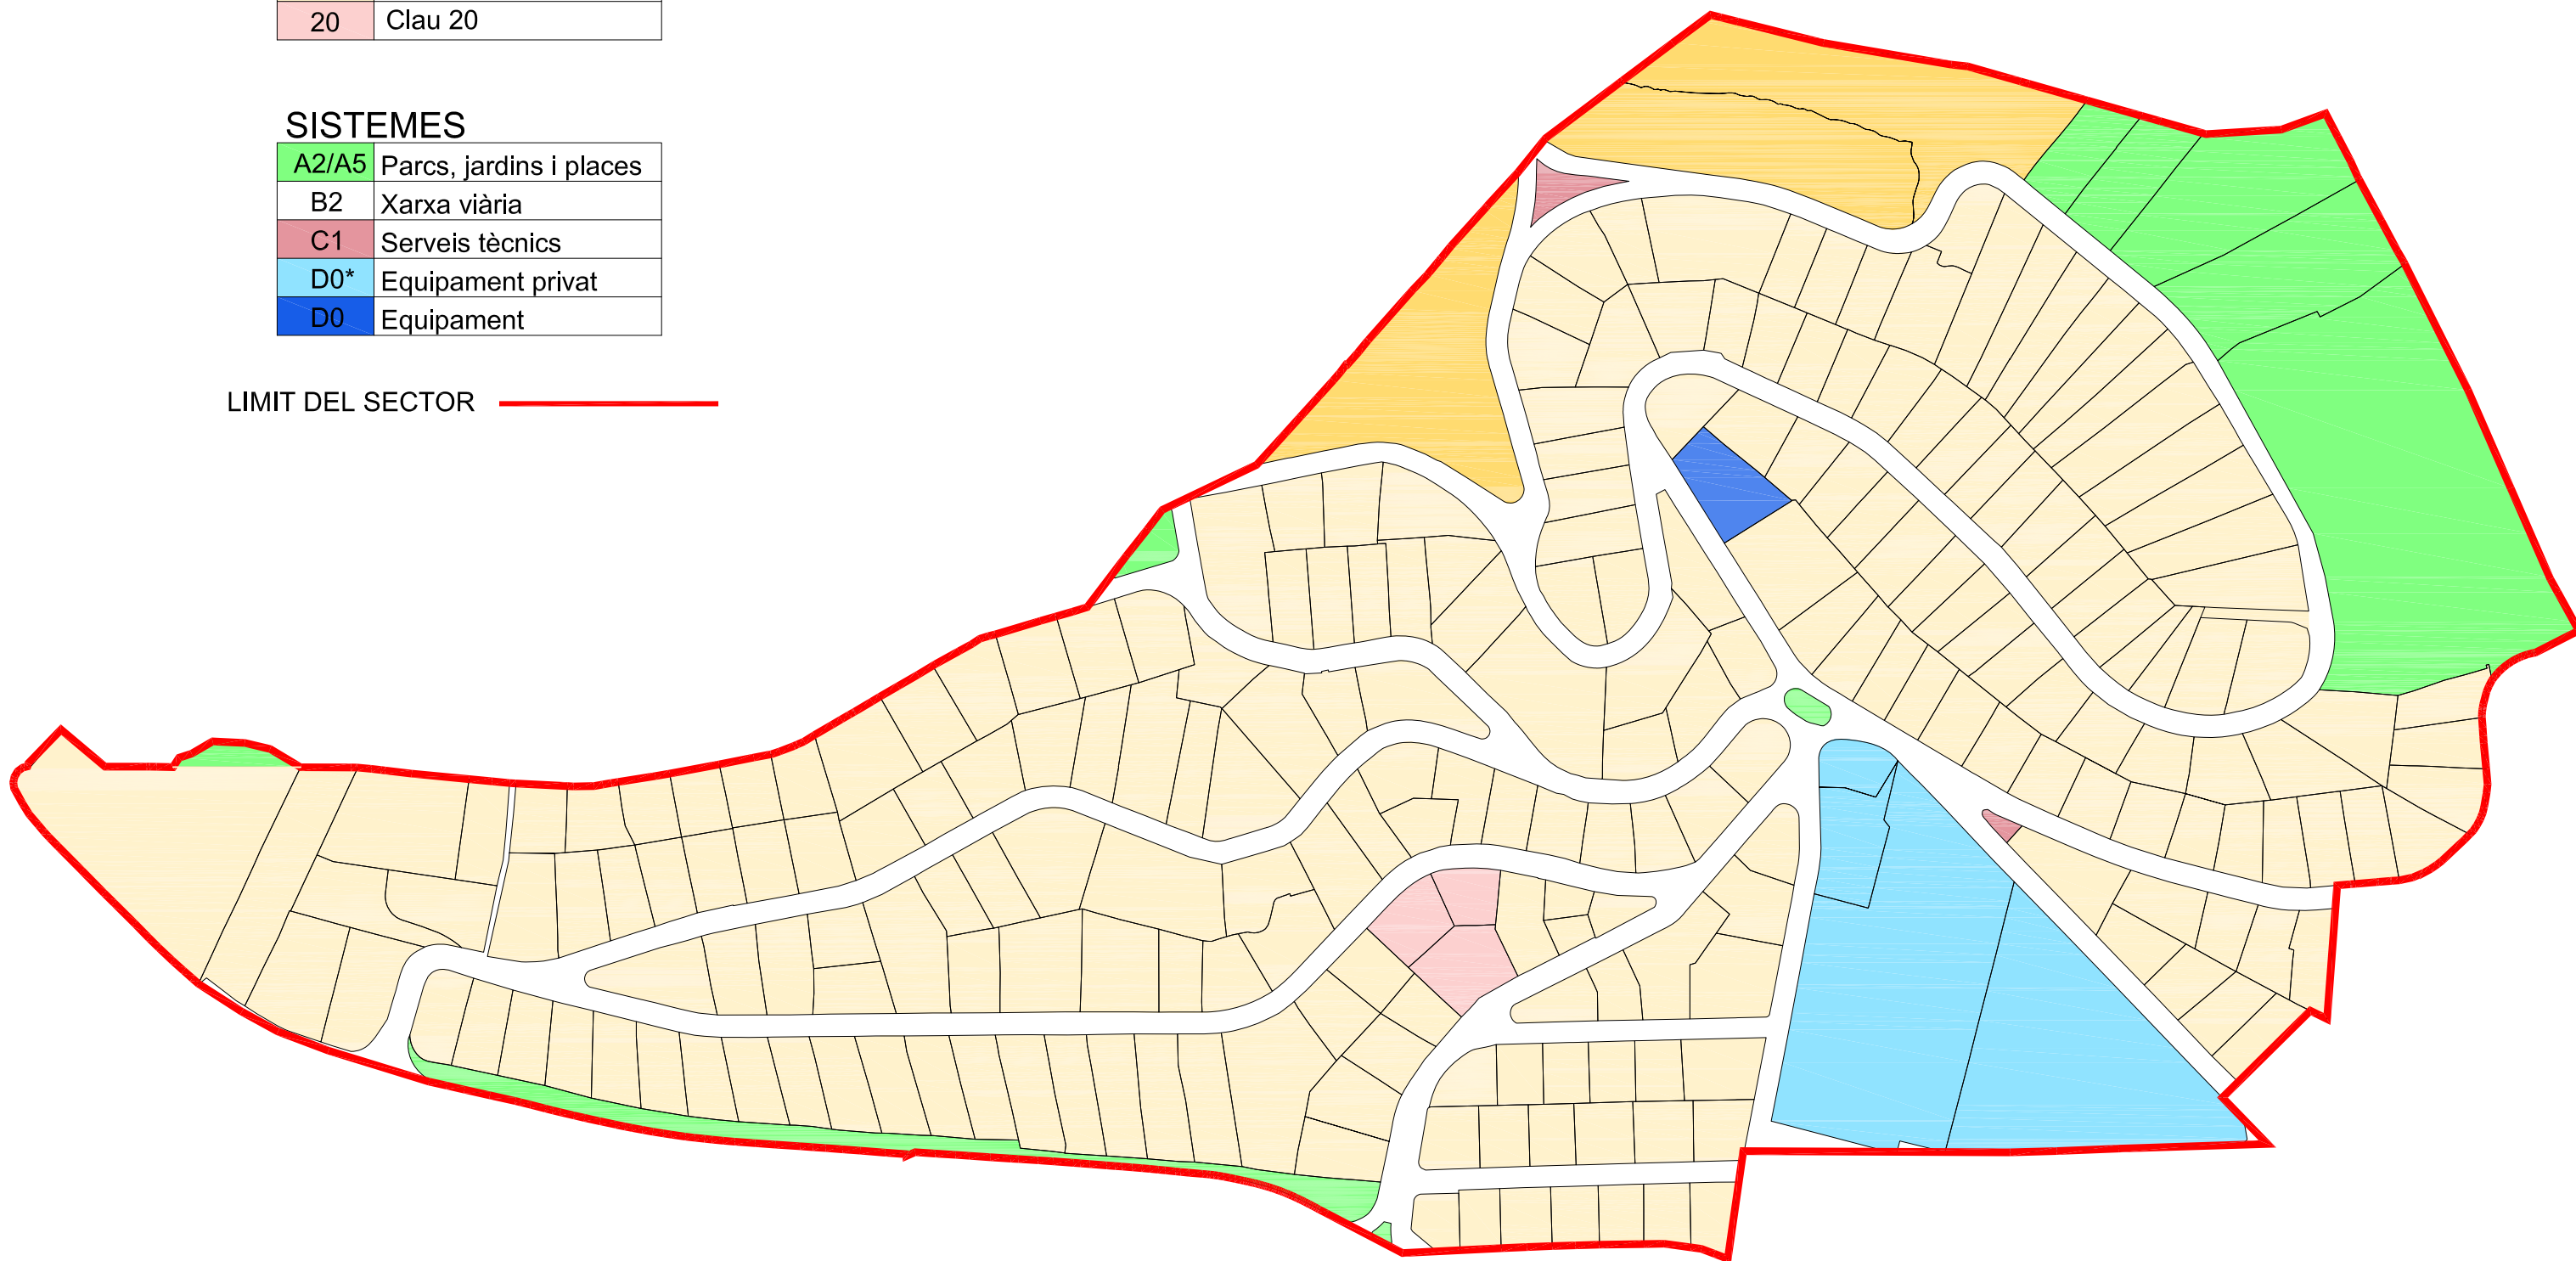 20 Clau 20
SISTEMES
A2/A5 Parcs, jardins i places
B2 Xarxa viària
C1 Serveis tècnics
D0* Equipament privat
D0 Equipament
LIMIT DEL SECTOR